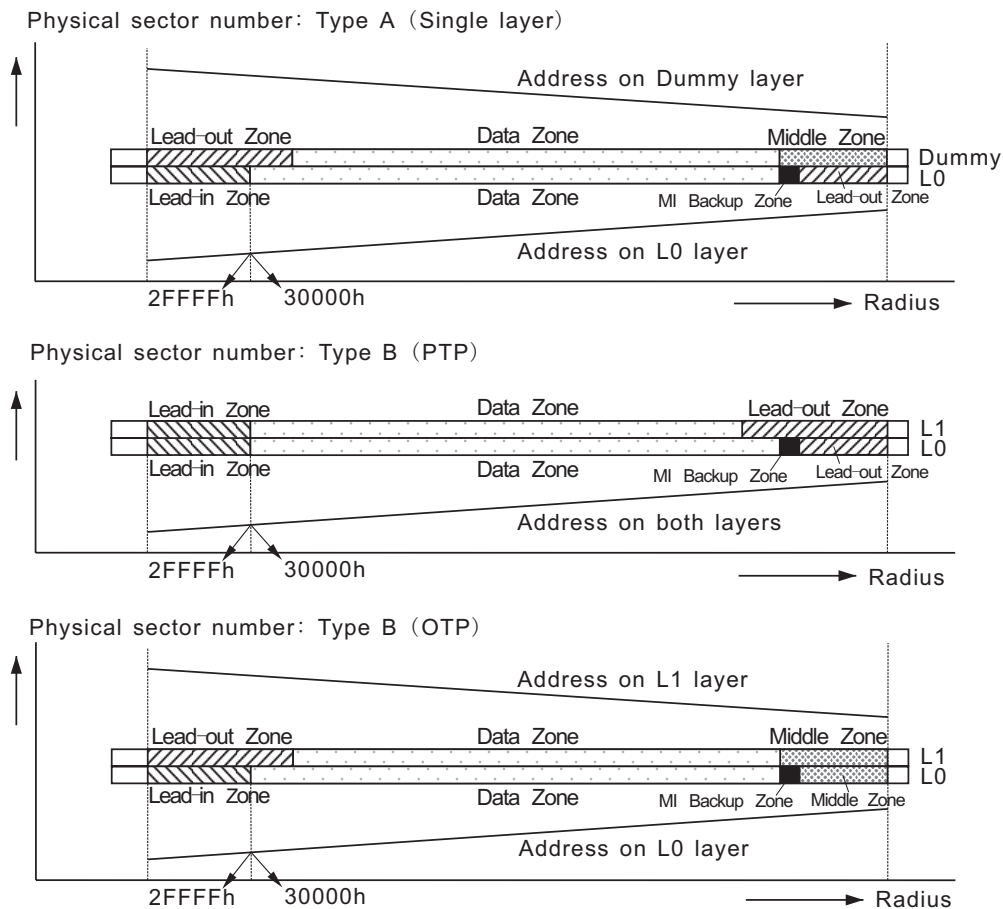 Physical sector number: Type A (Single layer)
Address on Dummy layer
Lead-out Zone Data Zone Middle Zone
Dummy
L0
Lead-in Zone Data Zone MI Backup Zone Lead-out Zone
Address on L0 layer
2FFFFh 30000h
Radius
Physical sector number: Type B (PTP)
Lead-in Zone Data Zone Lead-out Zone
L1
L0
Lead-in Zone Data Zone MI Backup Zone Lead-out Zone
Address on both layers
2FFFFh 30000h
Radius
Physical sector number: Type B (OTP)
Address on L1 layer
Lead-out Zone Data Zone Middle Zone
L1
L0
Lead-in Zone Data Zone MI Backup Zone Middle Zone
Address on L0 layer
2FFFFh 30000h
Radius